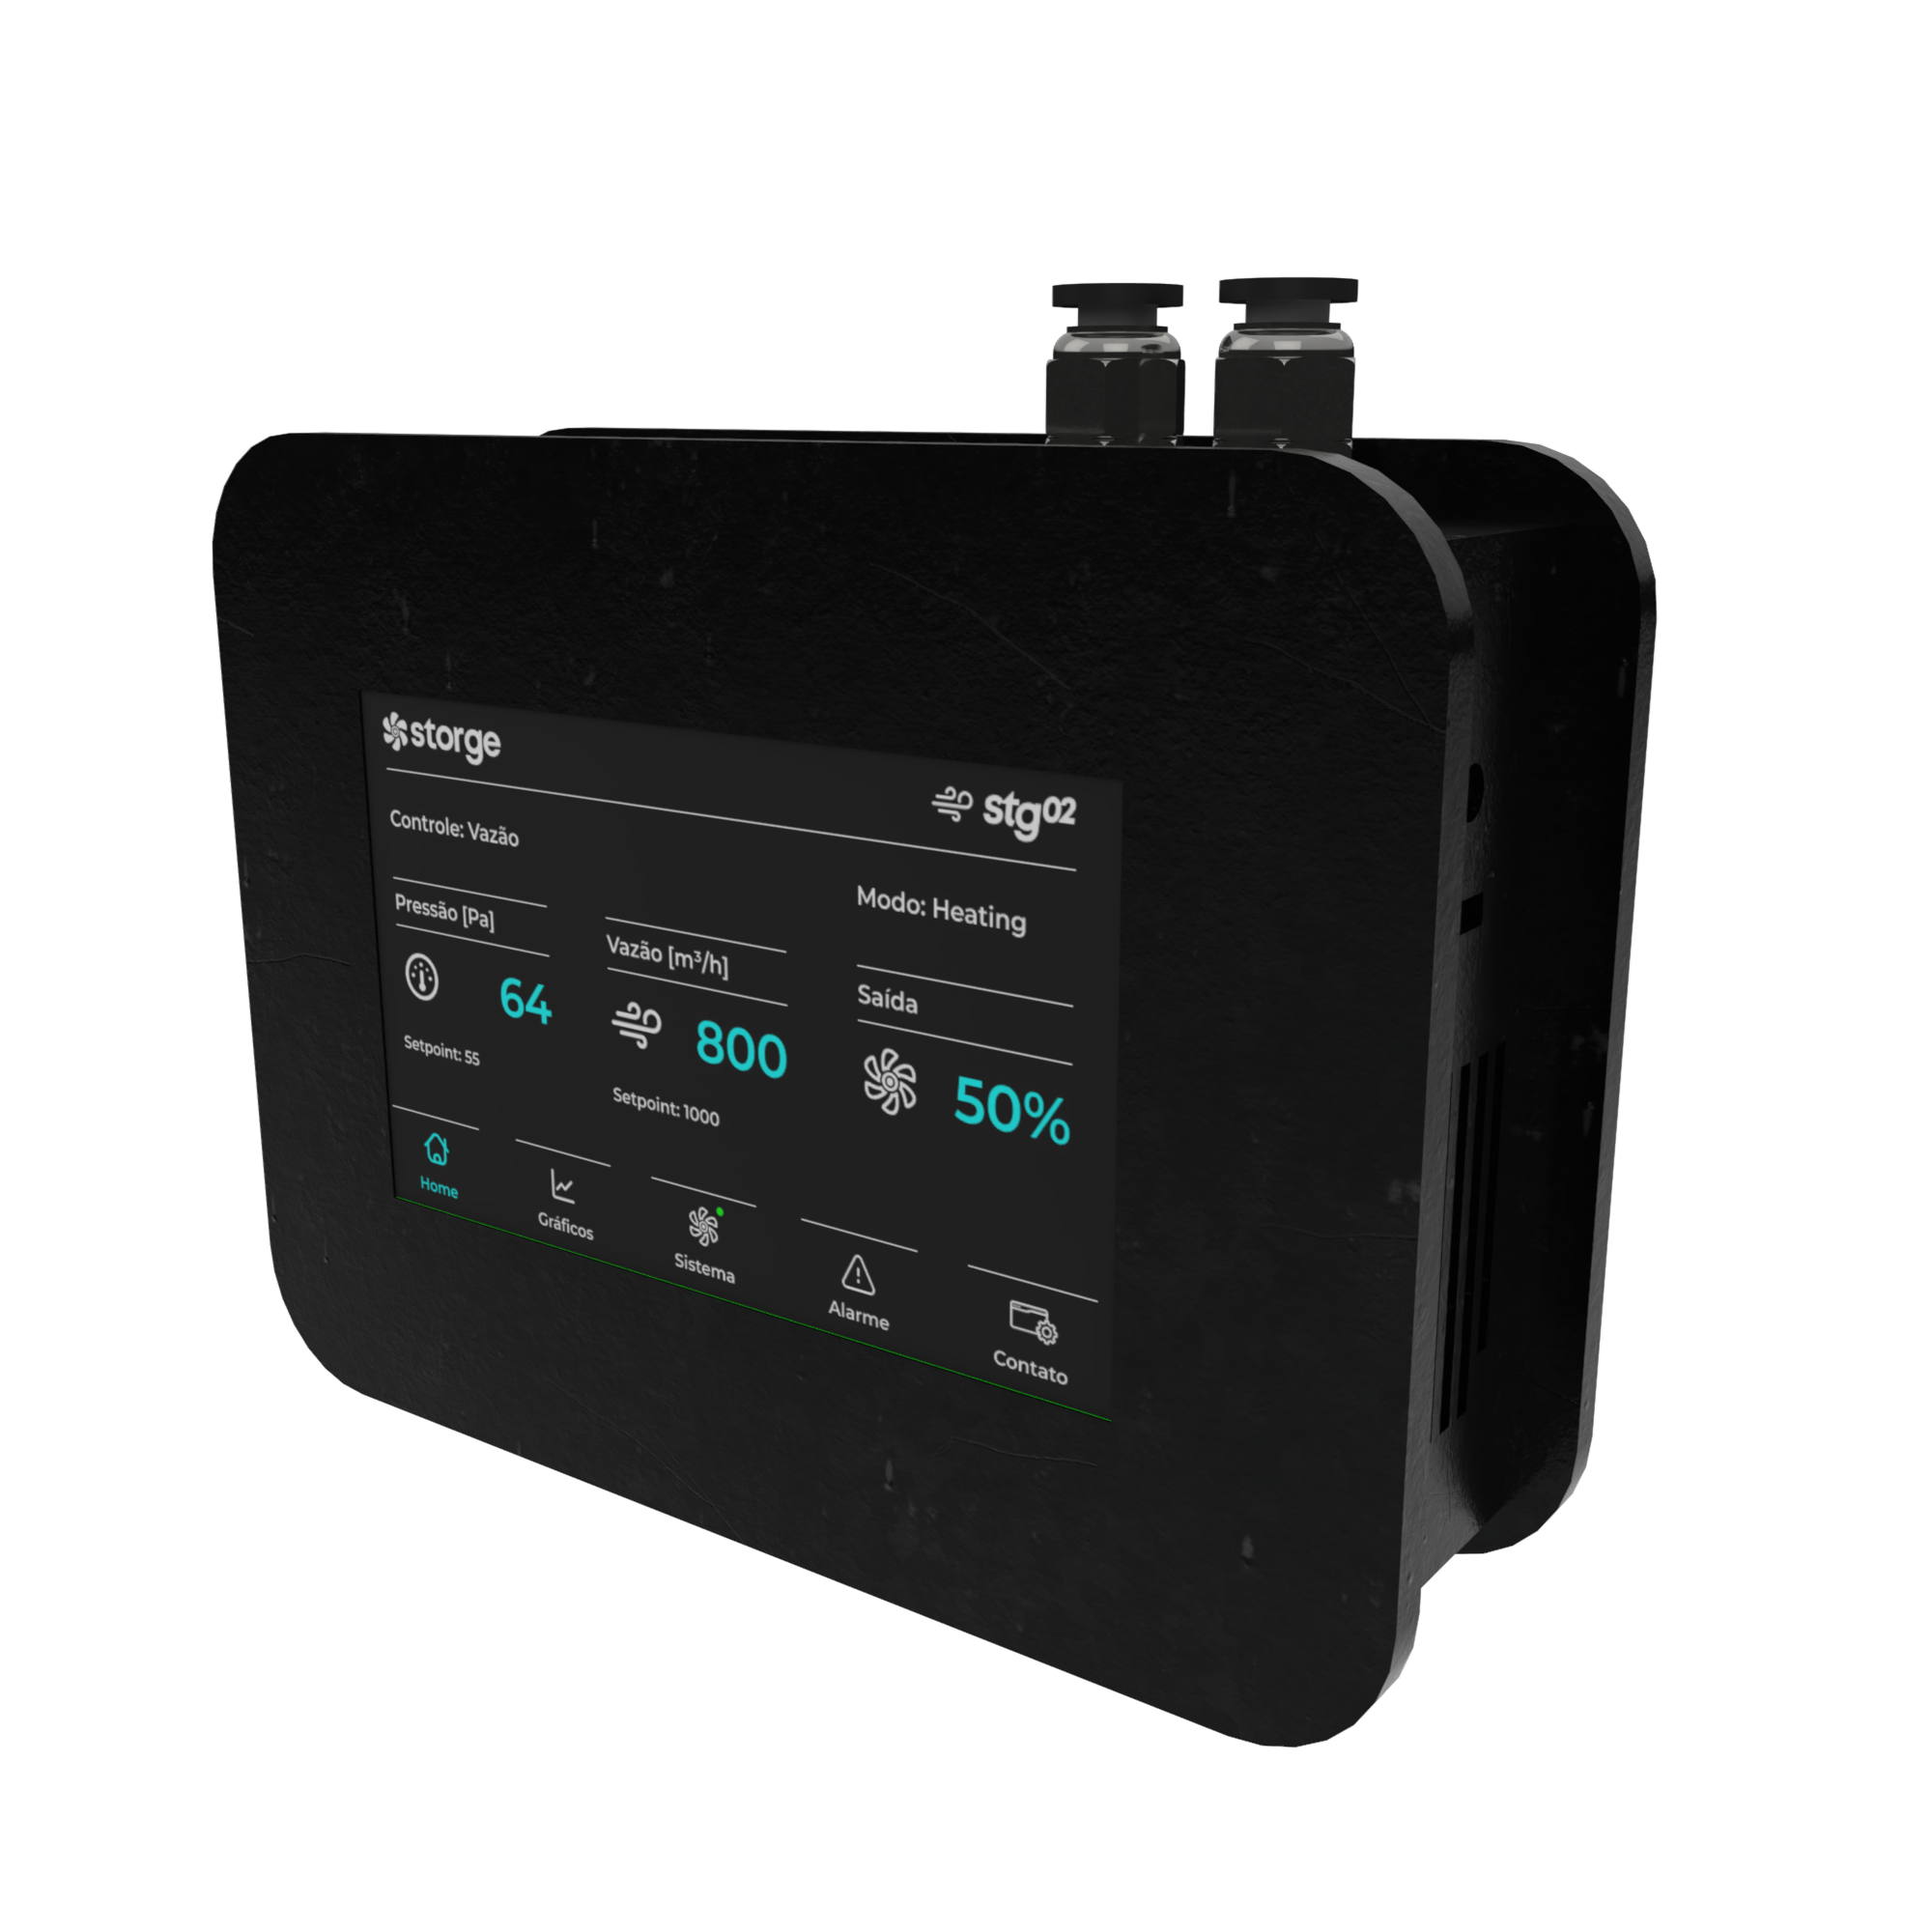 storge
stg02
Controle: Vazão
Modo: Heating
Pressão [Pa]
64
Setpoint: 55
Vazão [m³/h]
800
Setpoint: 1000
Saída
50%
Home
Gráficos
Sistema
Alarme
Contato